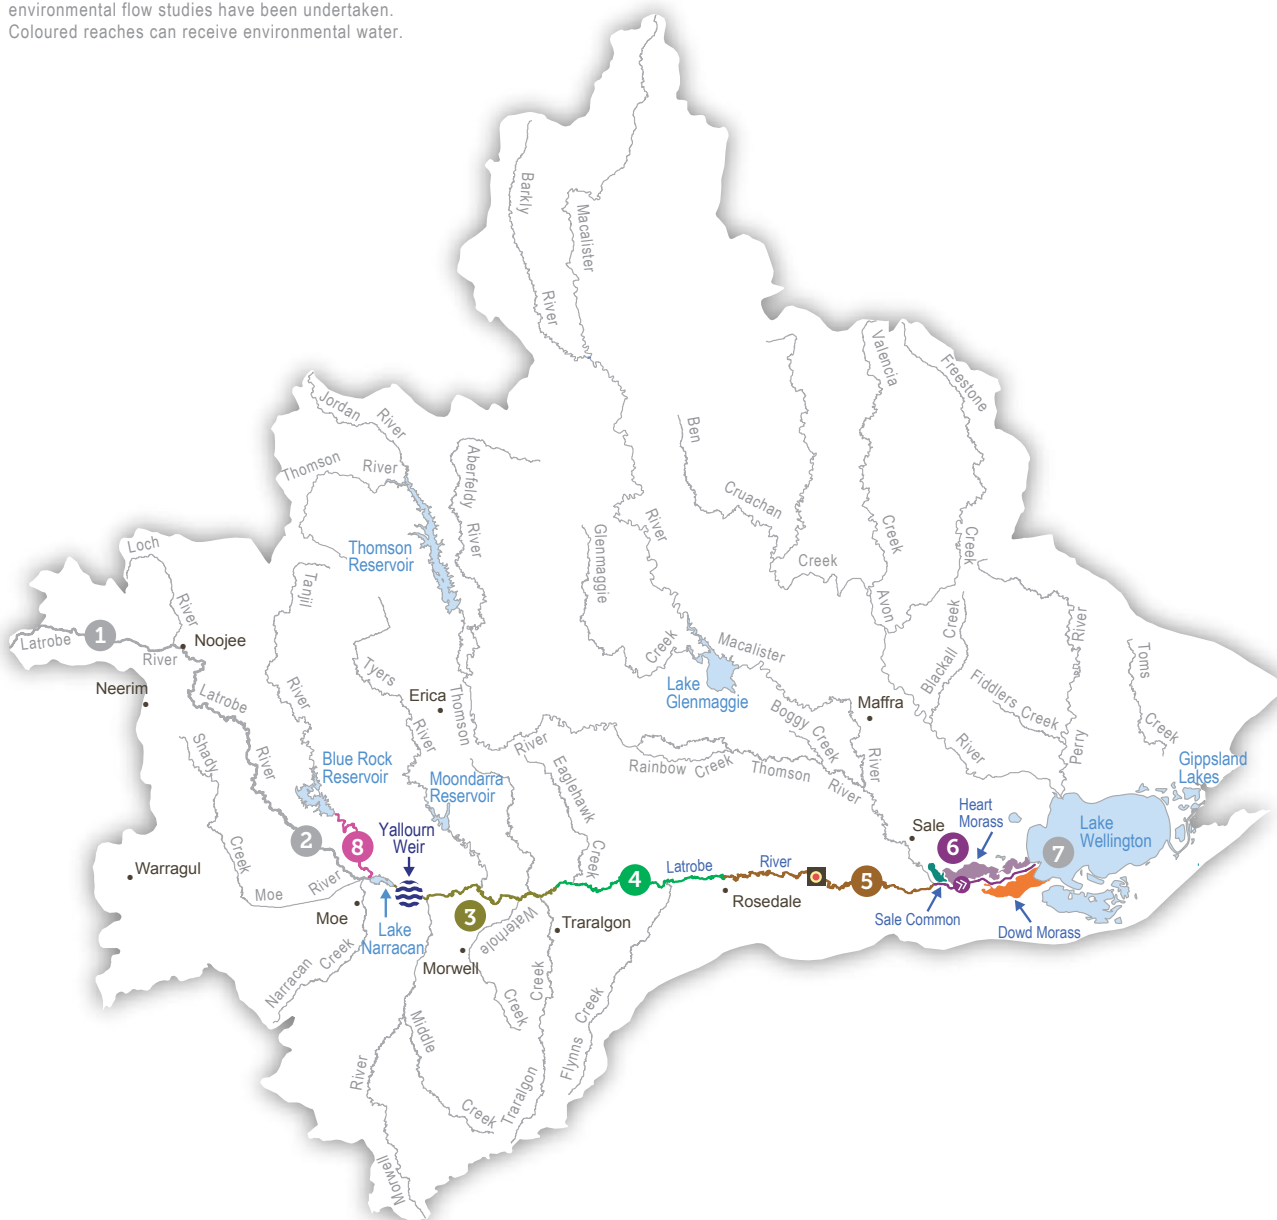 environmental flow studies have been undertaken.
Coloured reaches can receive environmental water.
Barkly
River
Macalister
Valencia
Creek
Freestone
Creek
Jordan
River
Thomson
River
Aberfeldy
River
Ben
Cruachan
Creek
River
Glenmaggie
Creek
Thomson
Reservoir
Loch
River
Tanjil
River
Latrobe
1
River
Noojee
Neerim
Latrobe
River
Tyers
River
Erica
Thomson
River
Macalister
Lake
Glenmaggie
Boggy
Creek
Maffra
River
Avon
River
Blackall Creek
Fiddlers Creek
Perry
River
Toms
Creek
Gippsland
Lakes
Shady
Creek
Blue Rock
Reservoir
Moondarra
Reservoir
Eaglehawk
Creek
Rainbow Creek
Thomson
River
Yallourn
Weir
2
8
Warragul
Moe
River
Moe
Lake
Narracan
Narracan
Creek
3
Morwell
Waterhole
Creek
Traralgon
4
Latrobe
River
Rosedale
5
Sale
6
Heart
Morass
7
Lake
Wellington
Sale Common
Dowd Morass
Middle
Creek
Traralgon
Creek
Flynns
Creek
River
Morwell